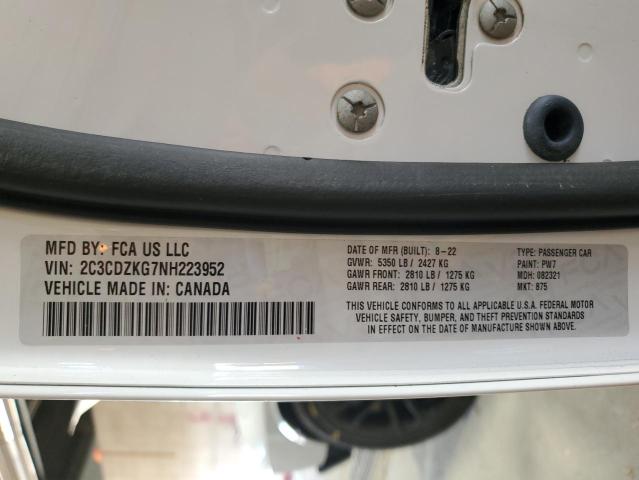 MFD BY: FCA US LLC
VIN: 2C3CDZKG7NH223952
VEHICLE MADE IN: CANADA
DATE OF MFR (BUILT): 8-22
GVWR: 5350 LB / 2427 KG
GAWR FRONT: 2810 LB / 1275 KG
GAWR REAR: 2810 LB / 1275 KG
TYPE: PASSENGER CAR
PAINT: PW7
MDH: 082321
MKT: B75
THIS VEHICLE CONFORMS TO ALL APPLICABLE U.S.A. FEDERAL MOTOR
VEHICLE SAFETY, BUMPER, AND THEFT PREVENTION STANDARDS
IN EFFECT ON THE DATE OF MANUFACTURE SHOWN ABOVE.